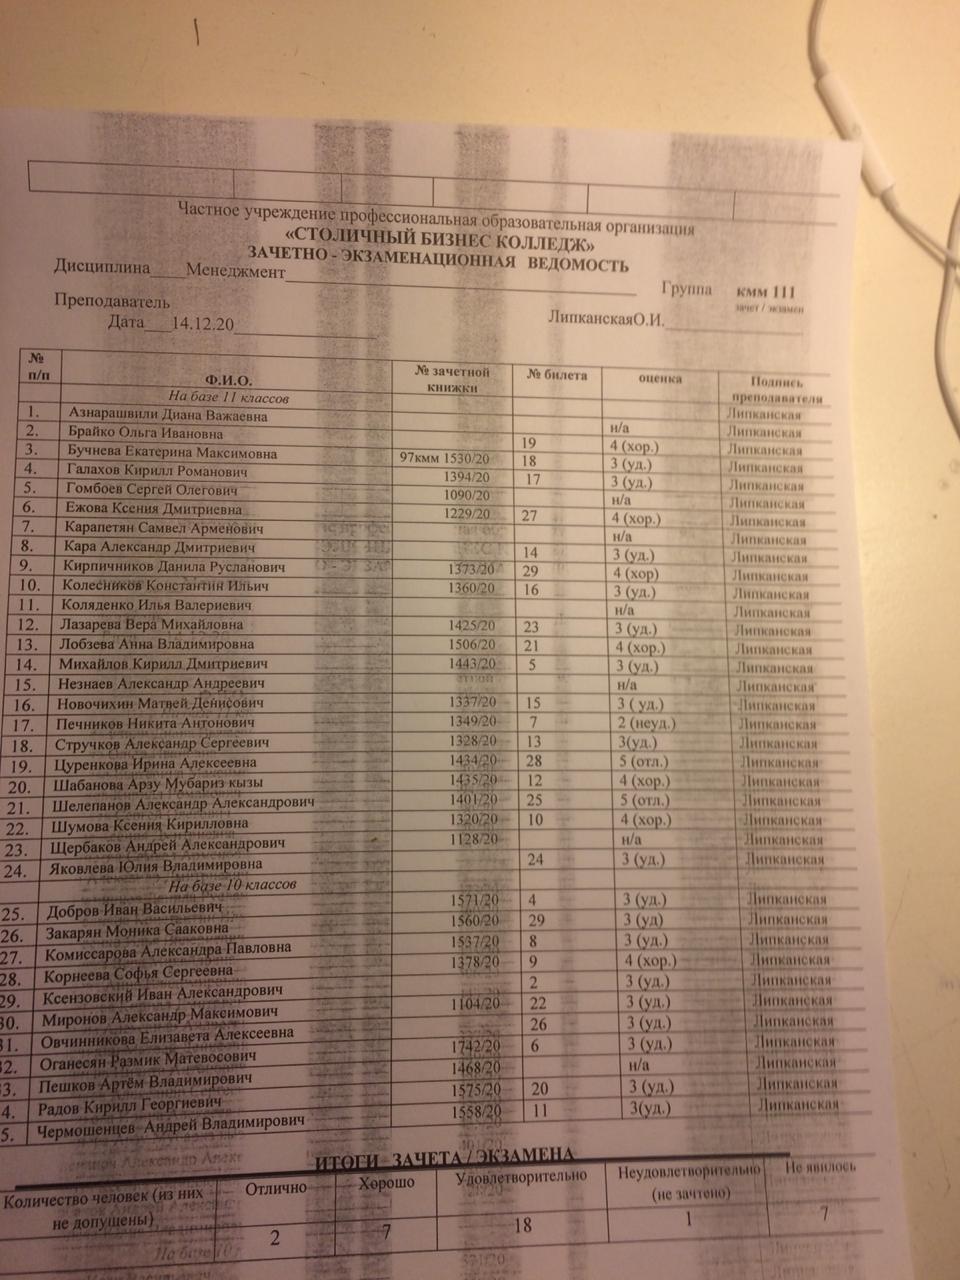 Частное учреждение профессиональная образовательная организация
«СТОЛИЧНЫЙ БИЗНЕС КОЛЛЕДЖ»
ЗАЧЕТНО - ЭКЗАМЕНАЦИОННАЯ ВЕДОМОСТЬ
Дисциплина____Менеджмент____ Группа кмм 111
зачет / экзамен
Преподаватель ЛипканскаяО.И.
Дата___14.12.20____
№ п/п Ф.И.О. № зачетной книжки № билета оценка Подпись преподавателя
На базе 11 классов
1. Азнарашвили Диана Важаевна н/а Липканская
2. Брайко Ольга Ивановна 19 4 (хор.) Липканская
3. Бучнева Екатерина Максимовна 97кмм 1530/20 18 3 (уд.) Липканская
4. Галахов Кирилл Романович 1394/20 17 3 (уд.) Липканская
5. Гомбоев Сергей Олегович 1090/20 н/а Липканская
6. Ежова Ксения Дмитриевна 1229/20 27 4 (хор.) Липканская
7. Карапетян Самвел Арменович н/а Липканская
8. Кара Александр Дмитриевич 14 3 (уд.) Липканская
9. Кирпичников Данила Русланович 1373/20 29 4 (хор) Липканская
10. Колесников Константин Ильич 1360/20 16 3 (уд.) Липканская
11. Коляденко Илья Валериевич н/а Липканская
12. Лазарева Вера Михайловна 1425/20 23 3 (уд.) Липканская
13. Лобзева Анна Владимировна 1506/20 21 4 (хор.) Липканская
14. Михайлов Кирилл Дмитриевич 1443/20 5 3 (уд.) Липканская
15. Незнаев Александр Андреевич н/а Липканская
16. Новочихин Матвей Денисович 1337/20 15 3 ( уд.) Липканская
17. Печников Никита Антонович 1349/20 7 2 (неуд.) Липканская
18. Стручков Александр Сергеевич 1328/20 13 3(уд.) Липканская
19. Цуренкова Ирина Алексеевна 1434/20 28 5 (отл.) Липканская
20. Шабанова Арзу Мубариз кызы 1435/20 12 4 (хор.) Липканская
21. Шелепанов Александр Александрович 1401/20 25 5 (отл.) Липканская
22. Шумова Ксения Кирилловна 1320/20 10 4 (хор.) Липканская
23. Щербаков Андрей Александрович 1128/20 н/а Липканская
24. Яковлева Юлия Владимировна 24 3 (уд.) Липканская
На базе 10 классов
25. Добров Иван Васильевич 1571/20 4 3 (уд.) Липканская
26. Закарян Моника Сааковна 1560/20 29 3 (уд) Липканская
27. Комиссарова Александра Павловна 1537/20 8 3 (уд.) Липканская
28. Корнеева Софья Сергеевна 1378/20 9 4 (хор.) Липканская
29. Ксензовский Иван Александрович 2 3 (уд.) Липканская
30. Миронов Александр Максимович 1104/20 22 3 (уд.) Липканская
31. Овчинникова Елизавета Алексеевна 26 3 (уд.) Липканская
2. Оганесян Размик Матевосович 1742/20 6 3 (уд.) Липканская
3. Пешков Артём Владимирович 1468/20 н/а Липканская
4. Радов Кирилл Георгиевич 1575/20 20 3 (уд.) Липканская
5. Чермошенцев Андрей Владимирович 1558/20 11 3(уд.) Липканская
ИТОГИ ЗАЧЕТА / ЭКЗАМЕНА
Количество человек (из них не допущены) Отлично Хорошо Удовлетворительно Неудовлетворительно (не зачтено) Не явилось
2 7 18 1 7